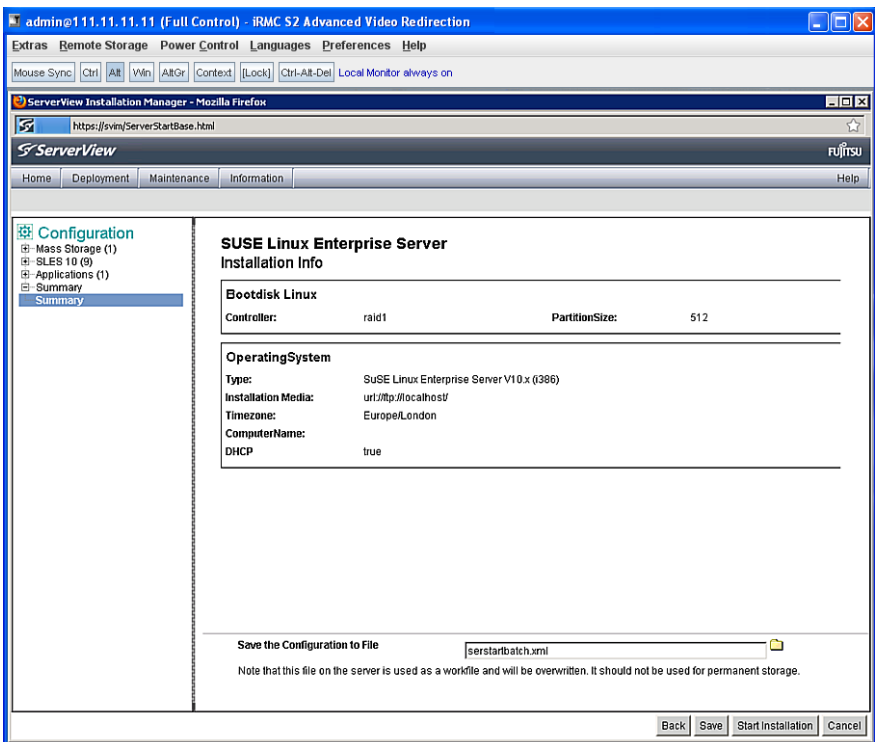 admin@111.11.11.11 (Full Control) - iRMC S2 Advanced Video Redirection
Extras Remote Storage Power Control Languages Preferences Help
Mouse Sync Ctrl Alt Win AltGr Context [Lock] Ctrl-Alt-Del Local Monitor always on
ServerView Installation Manager - Mozilla Firefox
https://svim/ServerStartBase.html
ServerView FUJITSU
Home Deployment Maintenance Information Help
Configuration
Mass Storage (1)
SLES 10 (9)
Applications (1)
Summary
Summary
SUSE Linux Enterprise Server
Installation Info
Bootdisk Linux
Controller: raid1 PartitionSize: 512
OperatingSystem
Type: SuSE Linux Enterprise Server V10.x (i386)
Installation Media: url://ftp://localhost/
Timezone: Europe/London
ComputerName:
DHCP true
Save the Configuration to File serstartbatch.xml
Note that this file on the server is used as a workfile and will be overwritten. It should not be used for permanent storage.
Back Save Start Installation Cancel